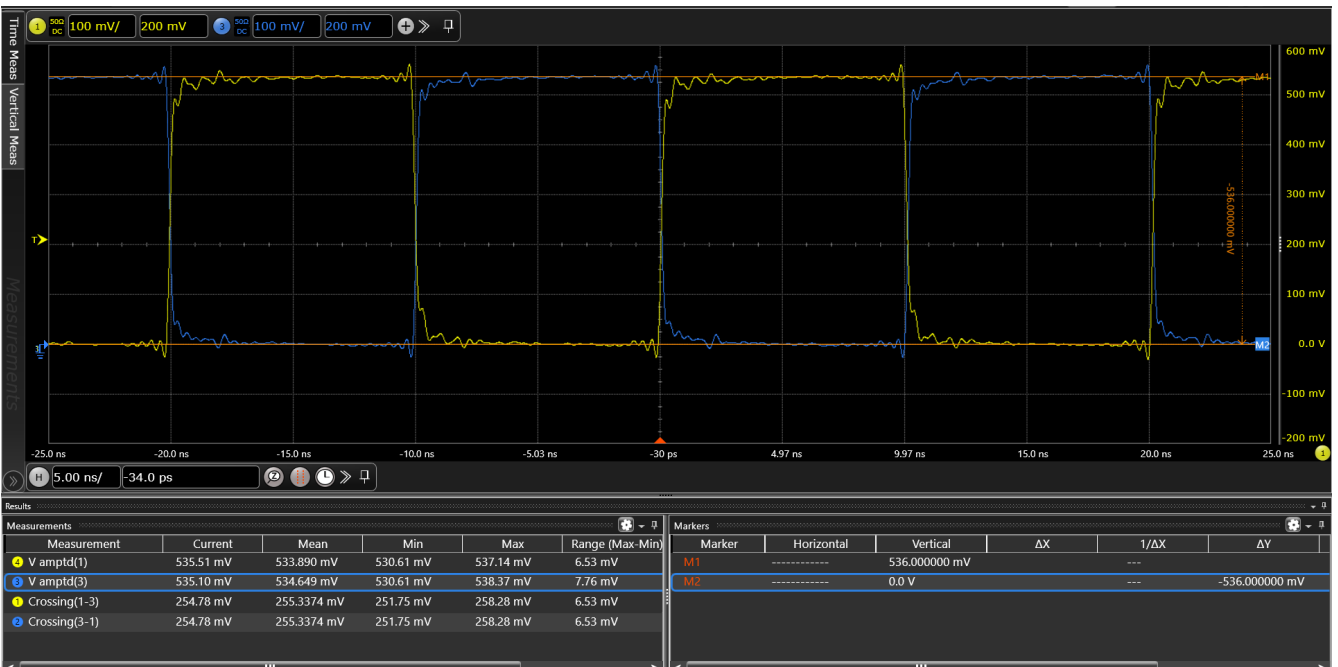 Time Meas
Vertical Meas
Measurements
1 50Ω DC 100 mV/ 200 mV 3 50Ω DC 100 mV/ 200 mV
600 mV
M1
500 mV
400 mV
300 mV
-536.000000 mV
T
200 mV
100 mV
M2
0.0 V
-100 mV
-200 mV
-25.0 ns -20.0 ns -15.0 ns -10.0 ns -5.03 ns -30 ps 4.97 ns 9.97 ns 15.0 ns 20.0 ns 25.0 ns 1
H 5.00 ns/ -34.0 ps Z
Results
Measurements
Measurement Current Mean Min Max Range (Max-Min)
4 V amptd(1) 535.51 mV 533.890 mV 530.61 mV 537.14 mV 6.53 mV
3 V amptd(3) 535.10 mV 534.649 mV 530.61 mV 538.37 mV 7.76 mV
1 Crossing(1-3) 254.78 mV 255.3374 mV 251.75 mV 258.28 mV 6.53 mV
2 Crossing(3-1) 254.78 mV 255.3374 mV 251.75 mV 258.28 mV 6.53 mV
Markers
Marker Horizontal Vertical ΔX 1/ΔX ΔY
M1 ------------ 536.000000 mV ---
M2 ------------ 0.0 V --- -536.000000 mV